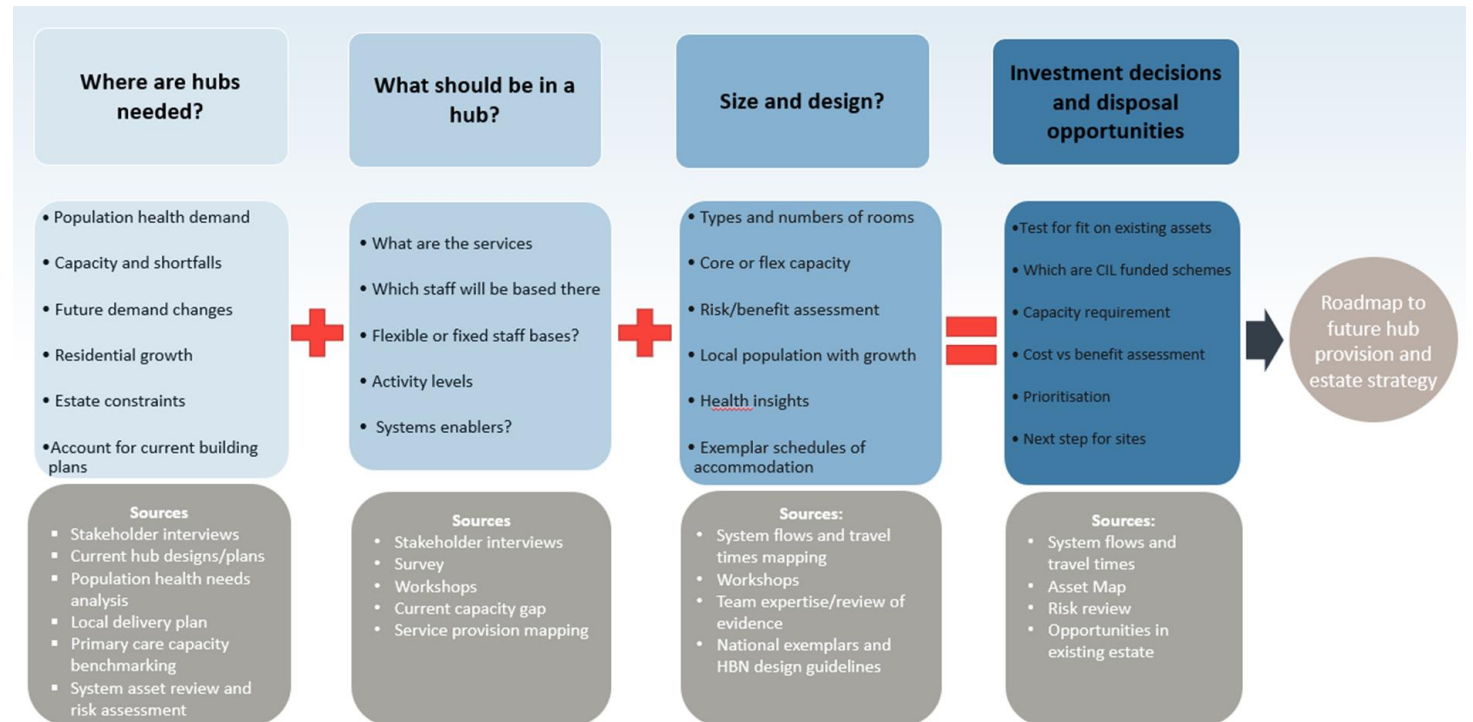 Where are hubs
needed?
• Population health demand
• Capacity and shortfalls
• Future demand changes
• Residential growth
• Estate constraints
•Account for current building
plans
Sources
▪ Stakeholder interviews
▪ Current hub designs/plans
▪ Population health needs
analysis
▪ Local delivery plan
▪ Primary care capacity
benchmarking
▪ System asset review and
risk assessment
What should be in a
hub?
• What are the services
• Which staff will be based there
• Flexible or fixed staff bases?
• Activity levels
• Systems enablers?
Sources
• Stakeholder interviews
• Survey
• Workshops
• Current capacity gap
• Service provision mapping
Size and design?
• Types and numbers of rooms
• Core or flex capacity
• Risk/benefit assessment
• Local population with growth
• Health insights
• Exemplar schedules of
accommodation
Sources:
• System flows and travel
times mapping
• Workshops
• Team expertise/review of
evidence
• National exemplars and
HBN design guidelines
Investment decisions
and disposal
opportunities
•Test for fit on existing assets
• Which are CIL funded schemes
• Capacity requirement
• Cost vs benefit assessment
• Prioritisation
• Next step for sites
Sources:
• System flows and
travel times
• Asset Map
• Risk review
• Opportunities in
existing estate
Roadmap to
future hub
provision and
estate strategy